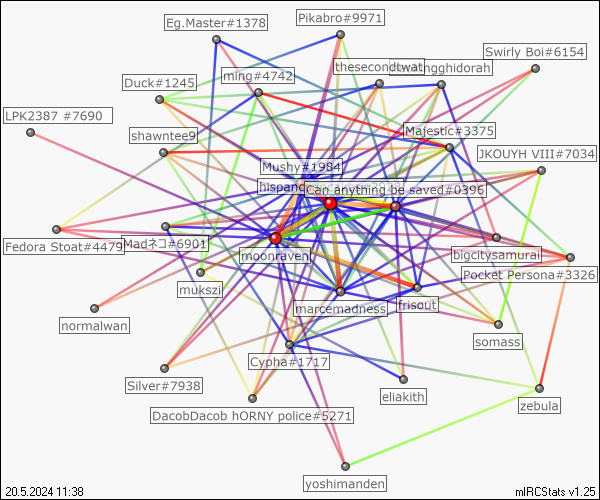 Pikabro#9971
Eg.Master#1378
Swirly Boi#6154
thesecondtwat
ghidorah
ming#4742
Duck#1245
LPK2387 #7690
Majestic#3375
shawntee9
JKOUYH VIII#7034
Mushy#1984
Can anything be saved#0396
Fedora Stoat#4479
Madネコ#6901
moonraven
bigcitysamurai
Pocket Persona#3326
mukszi
marcemadness
frisout
normalwan
somass
Cypha#1717
Silver#7938
eliakith
zebula
DacobDacob hORNY police#5271
yoshimanden
20.5.2024 11:38
mIRCStats v1.25